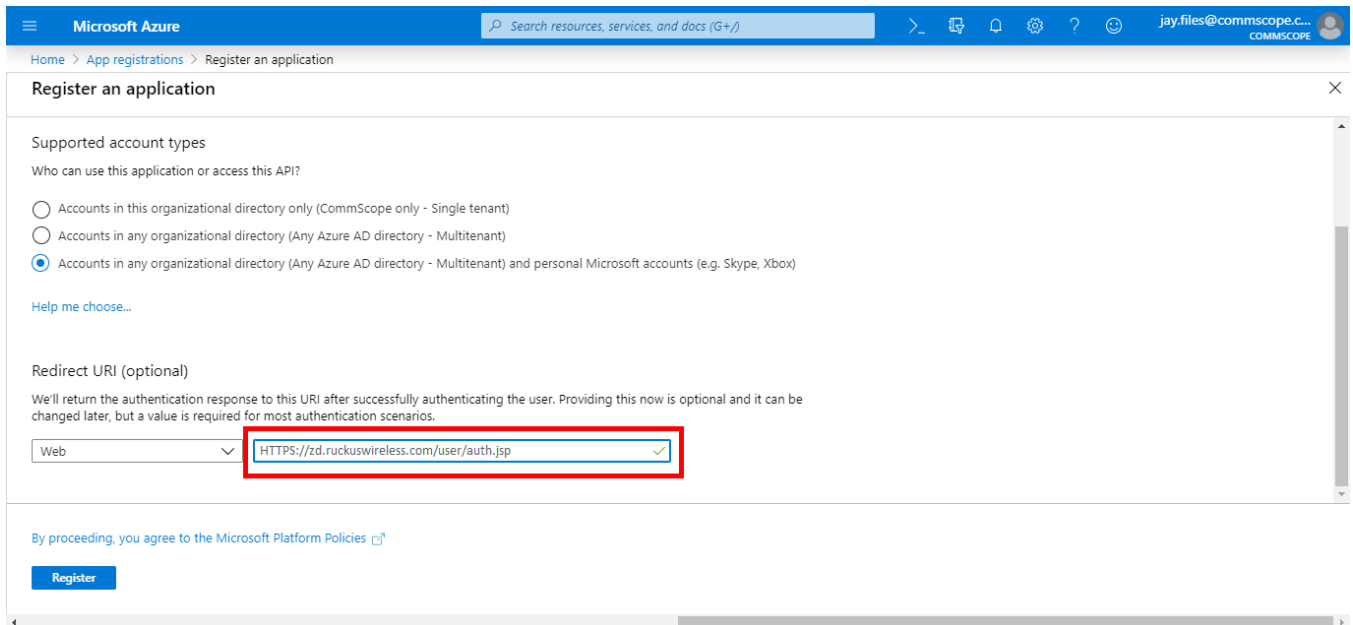 Microsoft Azure
Search resources, services, and docs (G+/)
jay.files@commscope.c...
COMMSCOPE
Home > App registrations > Register an application
Register an application
Supported account types
Who can use this application or access this API?
Accounts in this organizational directory only (CommScope only - Single tenant)
Accounts in any organizational directory (Any Azure AD directory - Multitenant)
Accounts in any organizational directory (Any Azure AD directory - Multitenant) and personal Microsoft accounts (e.g. Skype, Xbox)
Help me choose...
Redirect URI (optional)
We'll return the authentication response to this URI after successfully authenticating the user. Providing this now is optional and it can be
changed later, but a value is required for most authentication scenarios.
Web
HTTPS://zd.ruckuswireless.com/user/auth.jsp
By proceeding, you agree to the Microsoft Platform Policies
Register